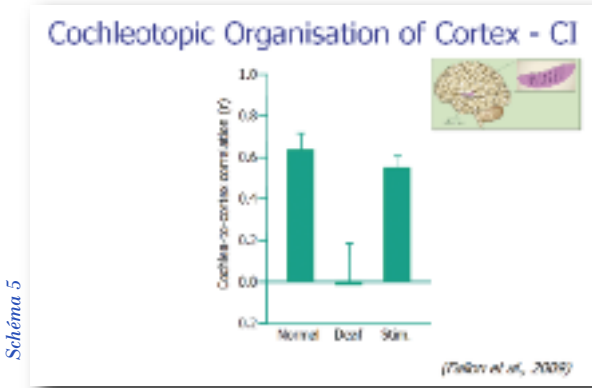 Cochleotopic Organisation of Cortex - CI
Cochlea-to-cortex correlation (r)
1.0
0.8
0.6
0.4
0.2
0.0
0.2
Normal Deaf Stim.
(Fallon et al, 2009)
Schéma 5